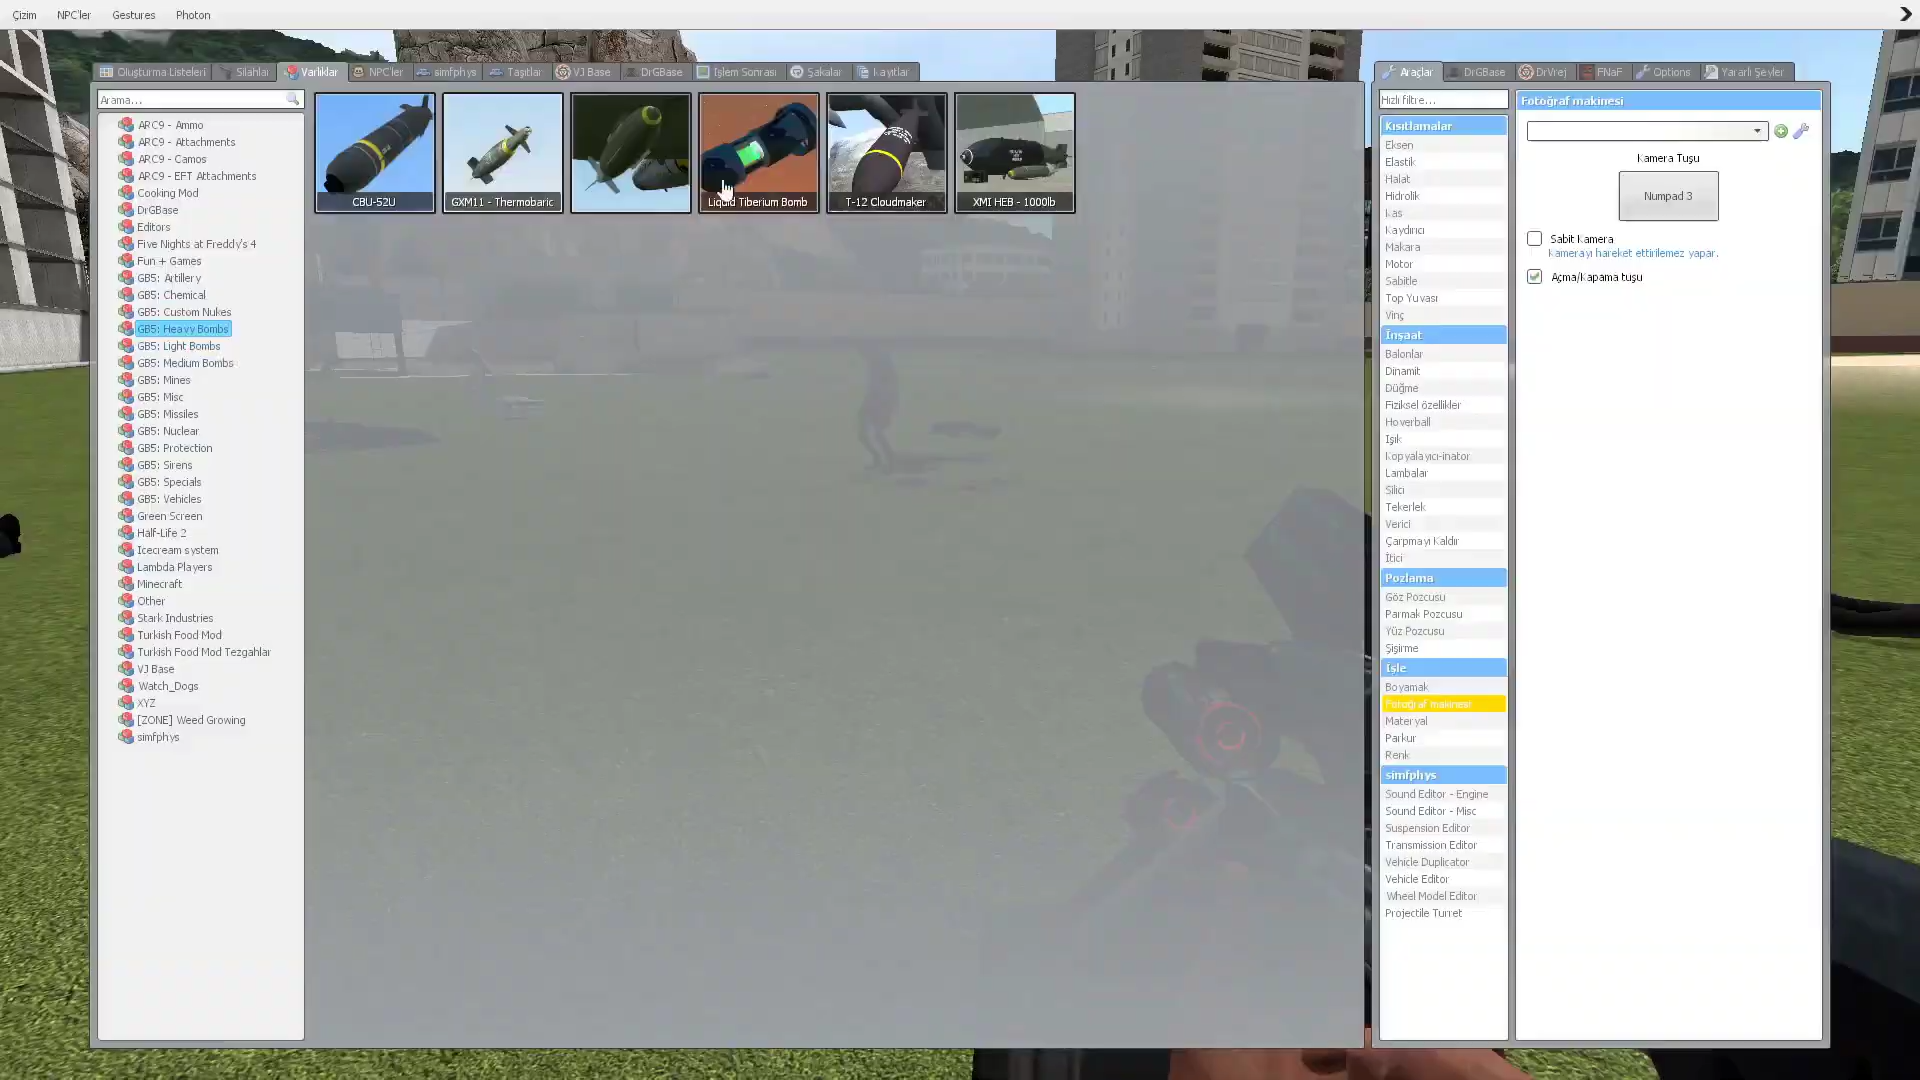 Çizim NPC'ler Gestures Photon
Oluşturma Listeleri Silahlar Varlıklar NPC'ler simfphys Taşıtlar VJ Base DrGBase İşlem Sonrası Şakalar kayıtlar
Arama...
ARC9 - Ammo
ARC9 - Attachments
ARC9 - Camos
ARC9 - EFT Attachments
Cooking Mod
DrGBase
Editors
Five Nights at Freddy's 4
Fun + Games
GB5: Artillery
GB5: Chemical
GB5: Custom Nukes
GB5: Heavy Bombs
GB5: Light Bombs
GB5: Medium Bombs
GB5: Mines
GB5: Misc
GB5: Missiles
GB5: Nuclear
GB5: Protection
GB5: Sirens
GB5: Specials
GB5: Vehicles
Green Screen
Half-Life 2
Icecream system
Lambda Players
Minecraft
Other
Stark Industries
Turkish Food Mod
Turkish Food Mod Tezgahlar
VJ Base
Watch_Dogs
XYZ
[ZONE] Weed Growing
simfphys
CBU-52U
GXM11 - Thermobaric
Liquid Tiberium Bomb
T-12 Cloudmaker
XMI HEB - 1000lb
Araçlar DrGBase DrVrej FNaF Options Yararlı Şeyler
Hızlı filtre...
Kısıtlamalar
Eksen
Elastik
Halat
Hidrolik
Kas
Kaydırıcı
Makara
Motor
Sabitle
Top Yuvası
Vinç
İnşaat
Balonlar
Dinamit
Düğme
Fiziksel özellikler
Hoverball
Işık
Kopyalayıcı-inator
Lambalar
Silici
Tekerlek
Verici
Çarpmayı Kaldır
İtici
Pozlama
Göz Pozcusu
Parmak Pozcusu
Yüz Pozcusu
Şişirme
İşle
Boyamak
Fotoğraf makinesi
Materyal
Parkur
Renk
simfphys
Sound Editor - Engine
Sound Editor - Misc
Suspension Editor
Transmission Editor
Vehicle Duplicator
Vehicle Editor
Wheel Model Editor
Projectile Turret
Fotoğraf makinesi
Kamera Tuşu
Numpad 3
Sabit Kamera
Kamerayı hareket ettirilemez yapar.
Açma/Kapama tuşu